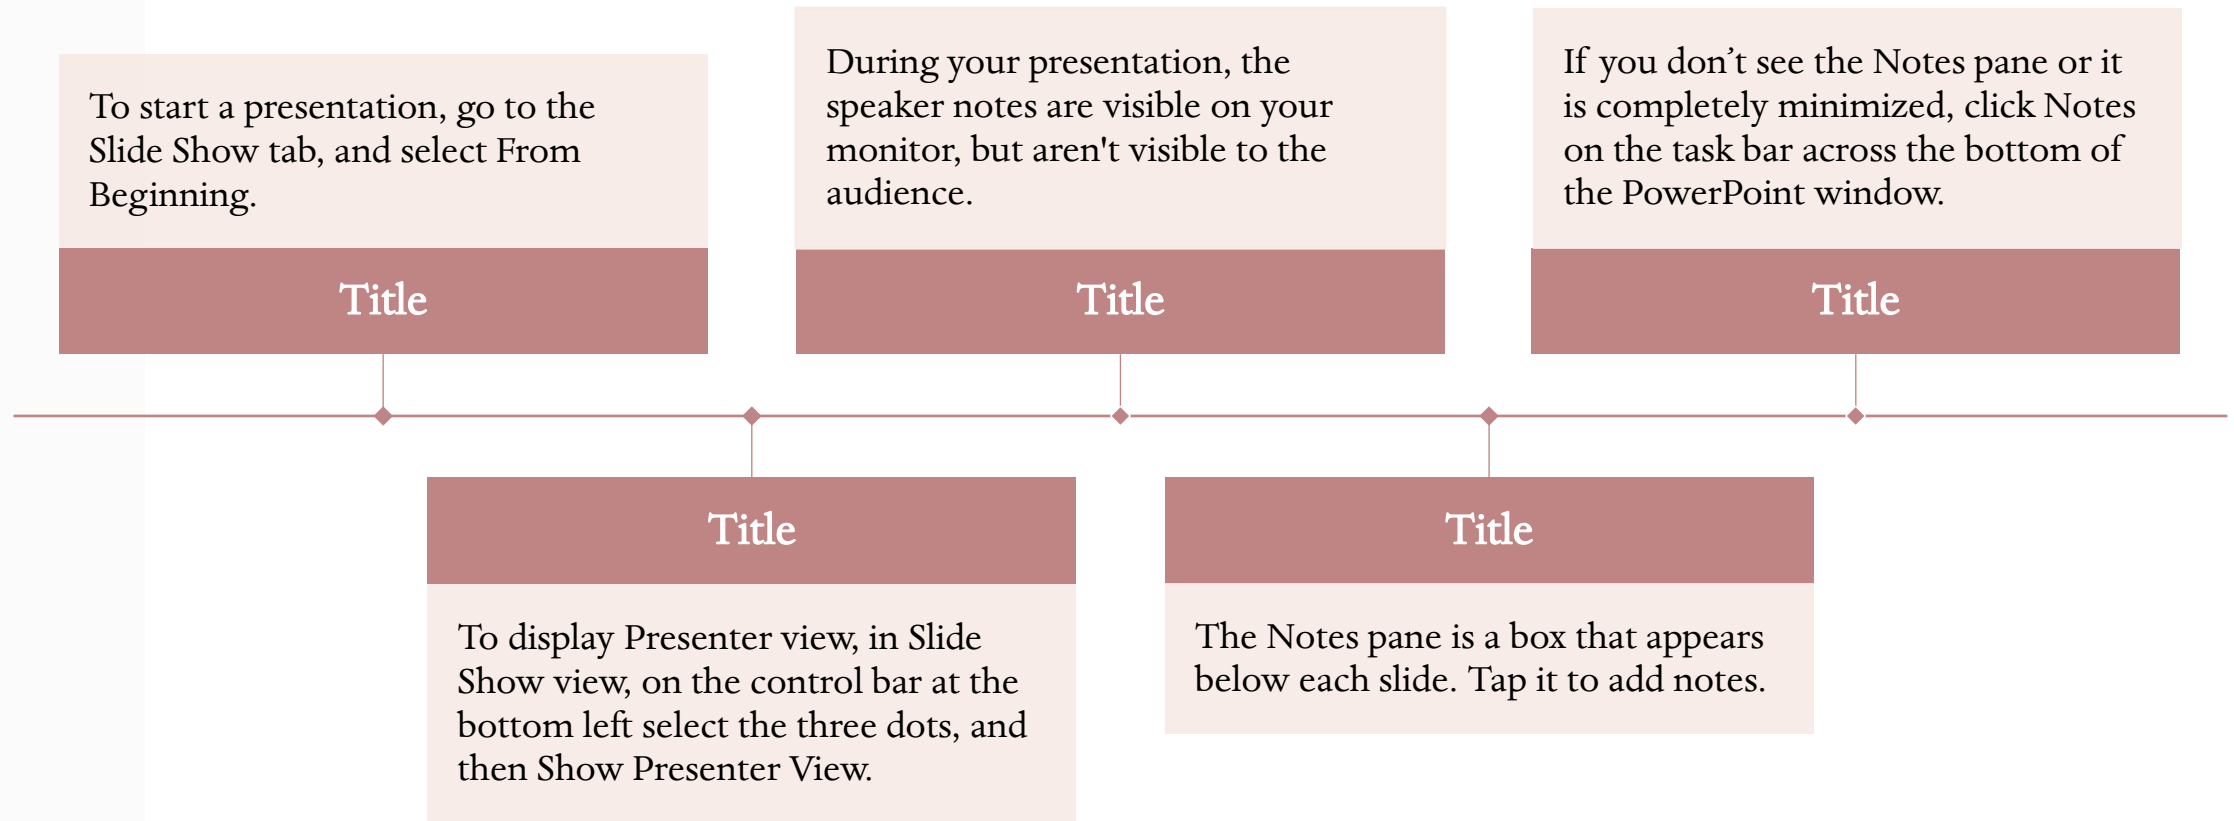 To start a presentation, go to the
Slide Show tab, and select From
Beginning.
Title
Title
To display Presenter view, in Slide
Show view, on the control bar at the
bottom left select the three dots, and
then Show Presenter View.
During your presentation, the
speaker notes are visible on your
monitor, but aren't visible to the
audience.
Title
Title
The Notes pane is a box that appears
below each slide. Tap it to add notes.
If you don’t see the Notes pane or it
is completely minimized, click Notes
on the task bar across the bottom of
the PowerPoint window.
Title